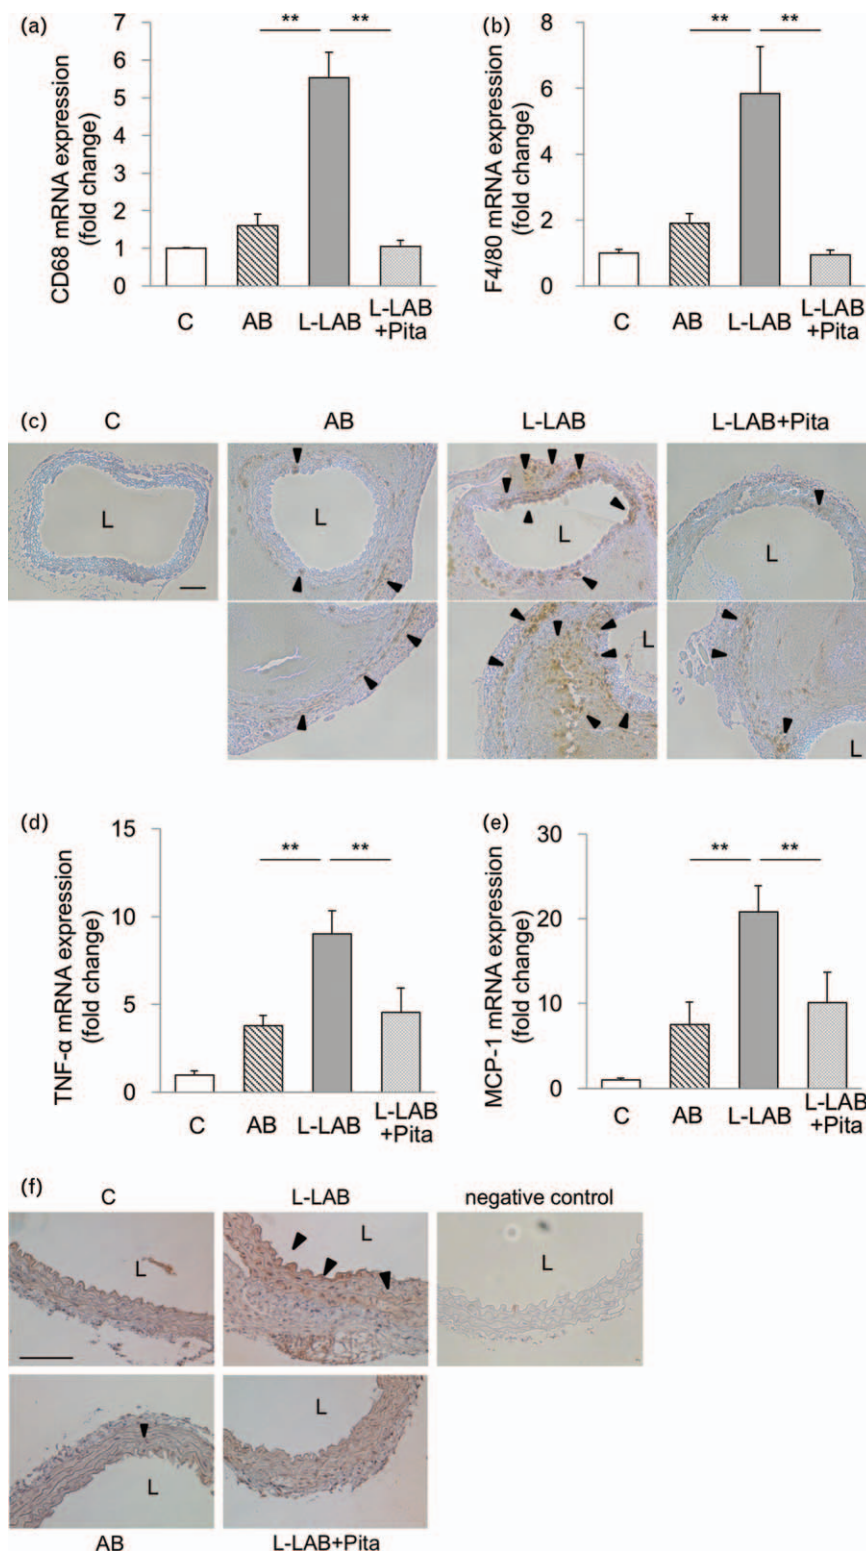 (a)
CD68 mRNA expression
(fold change)
7
6
5
4
3
2
1
0
** **
C AB L-LAB L-LAB
+Pita
(b)
F4/80 mRNA expression
(fold change)
8
6
4
2
0
** **
C AB L-LAB L-LAB
+Pita
(c)
C AB L-LAB L-LAB+Pita
L L L L
L L
(d)
TNF-α mRNA expression
(fold change)
15
10
5
0
** **
C AB L-LAB L-LAB
+Pita
(e)
MCP-1 mRNA expression
(fold change)
30
20
10
0
** **
C AB L-LAB L-LAB
+Pita
(f)
C L-LAB negative control
L L L
L L
AB L-LAB+Pita